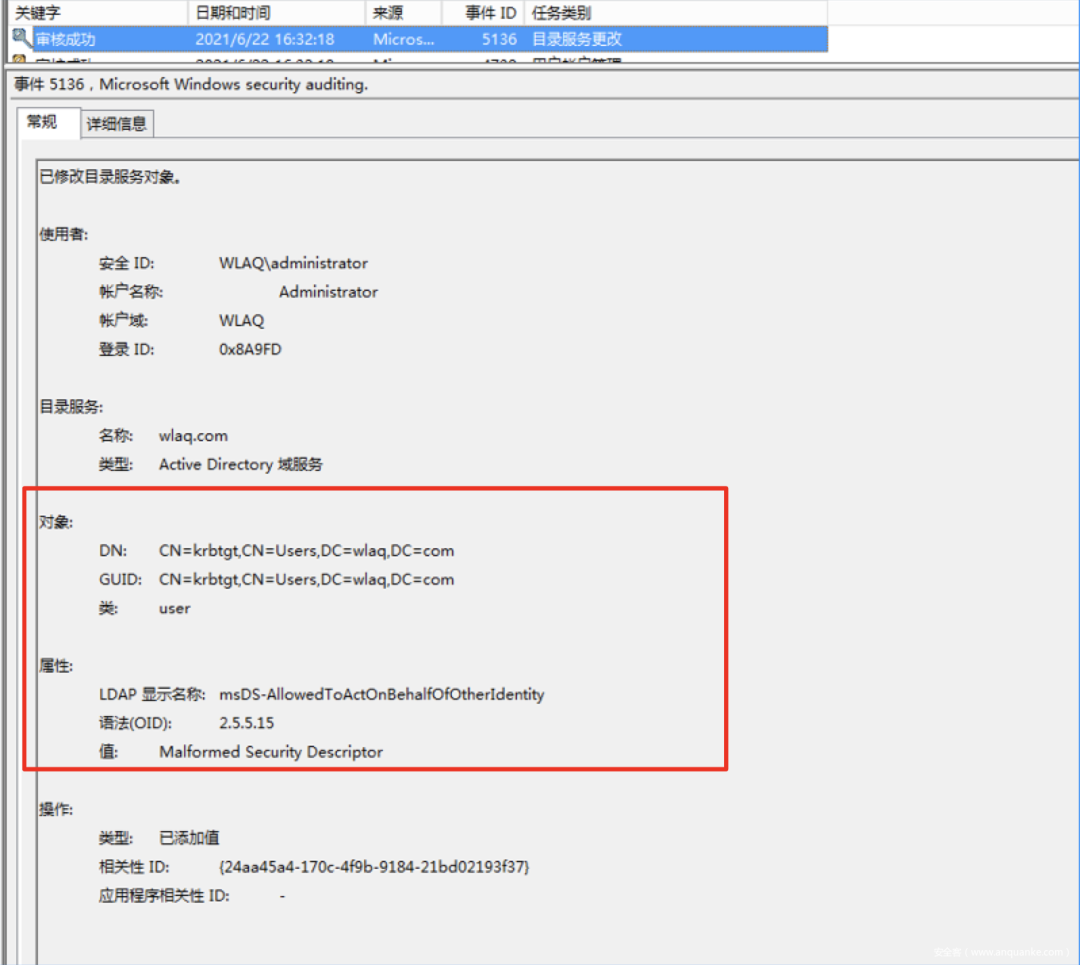 关键字 日期和时间 来源 事件 ID 任务类别
审核成功 2021/6/22 16:32:18 Micros... 5136 目录服务更改
事件 5136，Microsoft Windows security auditing.
常规 详细信息
已修改目录服务对象。
使用者:
安全 ID: WLAQ\administrator
帐户名称: Administrator
帐户域: WLAQ
登录 ID: 0x8A9FD
目录服务:
名称: wlaq.com
类型: Active Directory 域服务
对象:
DN: CN=krbtgt,CN=Users,DC=wlaq,DC=com
GUID: CN=krbtgt,CN=Users,DC=wlaq,DC=com
类: user
属性:
LDAP 显示名称: msDS-AllowedToActOnBehalfOfOtherIdentity
语法(OID): 2.5.5.15
值: Malformed Security Descriptor
操作:
类型: 已添加值
相关性 ID: {24aa45a4-170c-4f9b-9184-21bd02193f37}
应用程序相关性 ID: -
安全客（www.anquanke.com）